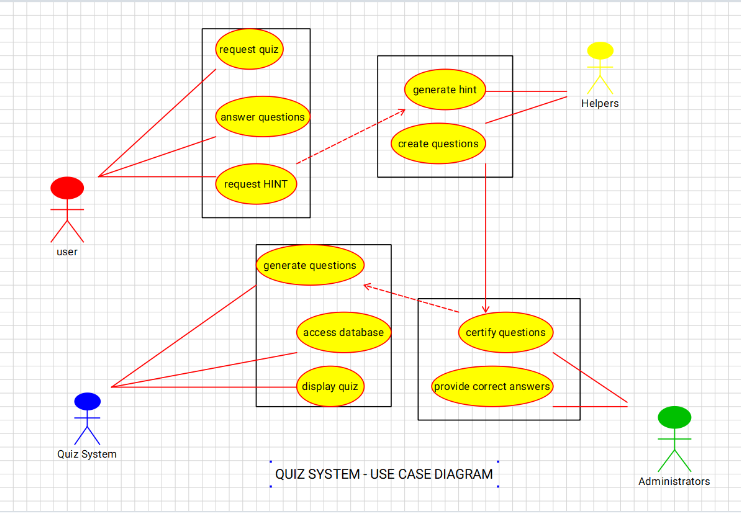 request quiz
answer questions
request HINT
generate hint
create questions
Helpers
user
generate questions
access database
display quiz
certify questions
provide correct answers
Quiz System
Administrators
QUIZ SYSTEM - USE CASE DIAGRAM